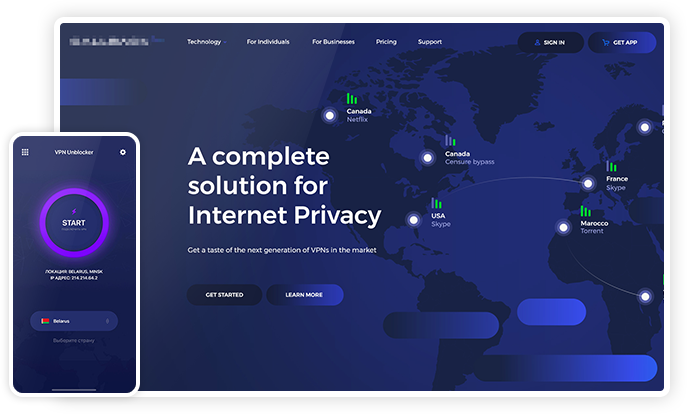 Technology
For Individuals
For Businesses
Pricing
Support
SIGN IN
GET APP
Canada
Netflix
Canada
Censure bypass
France
Skype
USA
Skype
Marocco
Torrent
A complete
solution for
Internet Privacy
Get a taste of the next generation of VPNs in the market
GET STARTED
LEARN MORE
VPN Unblocker
START
ЛОКАЦИЯ: BELARUS, MINSK
IP АДРЕС: 214.214.64.2
Belarus
Выберите страну